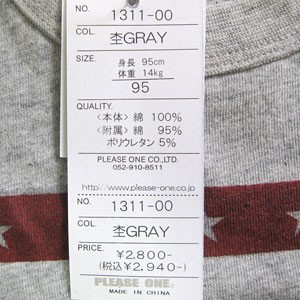 NO. 1311-00
COL. 杢GRAY
SIZE. 身長 95cm
体重 14kg
95
QUALITY.
<本体> 綿 100%
<附属> 綿 95%
ポリウレタン 5%
PLEASE ONE CO.,LTD.
052-910-8511
http://www.please-one.co
NO. 1311-00
COL. 杢GRAY
PRICE. ¥2,800-
(税込¥2,940-)
PLEASE ONE.
MADE IN CHINA